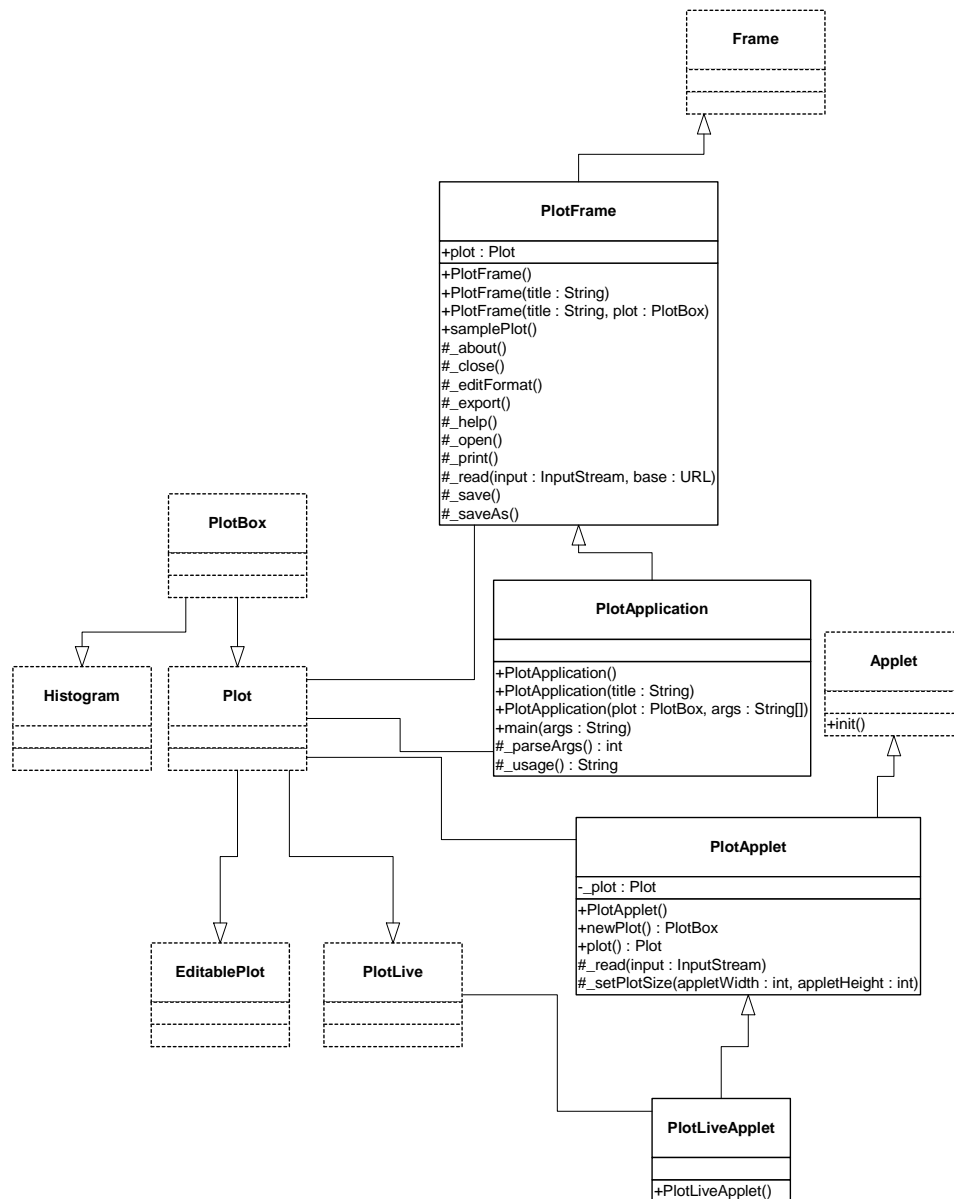 Frame
PlotFrame
+plot : Plot
+PlotFrame()
+PlotFrame(title : String)
+PlotFrame(title : String, plot : PlotBox)
+samplePlot()
#_about()
#_close()
#_editFormat()
#_export()
#_help()
#_open()
#_print()
#_read(input : InputStream, base : URL)
#_save()
#_saveAs()
PlotBox
PlotApplication
+PlotApplication()
+PlotApplication(title : String)
+PlotApplication(plot : PlotBox, args : String[])
+main(args : String)
#_parseArgs() : int
#_usage() : String
Applet
+init()
Histogram
Plot
PlotApplet
-_plot : Plot
+PlotApplet()
+newPlot() : PlotBox
+plot() : Plot
#_read(input : InputStream)
#_setPlotSize(appletWidth : int, appletHeight : int)
EditablePlot
PlotLive
PlotLiveApplet
+PlotLiveApplet()